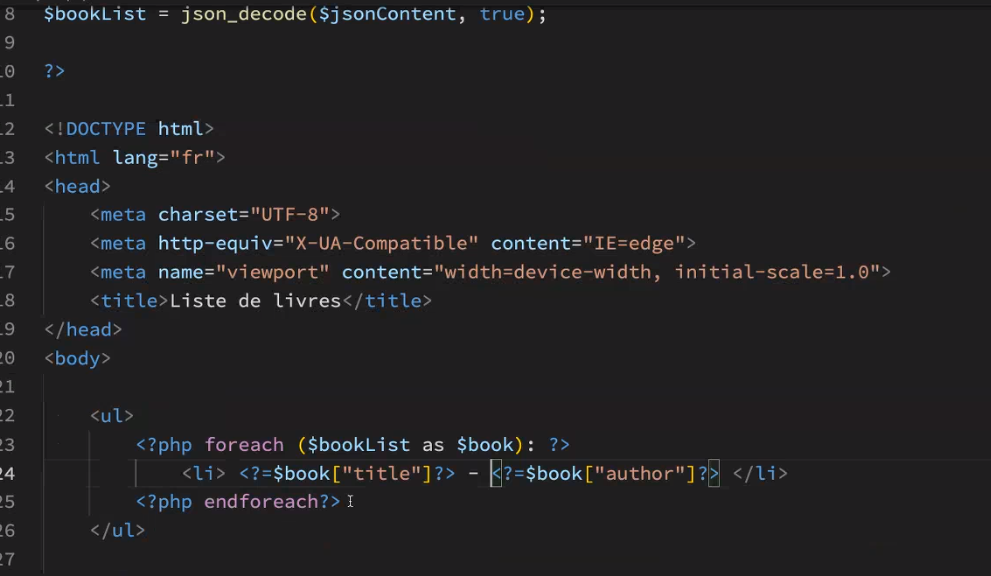 8 $bookList = json_decode($jsonContent, true);
9
10 ?>
11
12 <!DOCTYPE html>
13 <html lang="fr">
14 <head>
15 <meta charset="UTF-8">
16 <meta http-equiv="X-UA-Compatible" content="IE=edge">
17 <meta name="viewport" content="width=device-width, initial-scale=1.0">
18 <title>Liste de livres</title>
19 </head>
20 <body>
21
22 <ul>
23 <?php foreach ($bookList as $book): ?>
24 <li> <?=$book["title"]?> - <?=$book["author"]?> </li>
25 <?php endforeach?>
26 </ul>
27